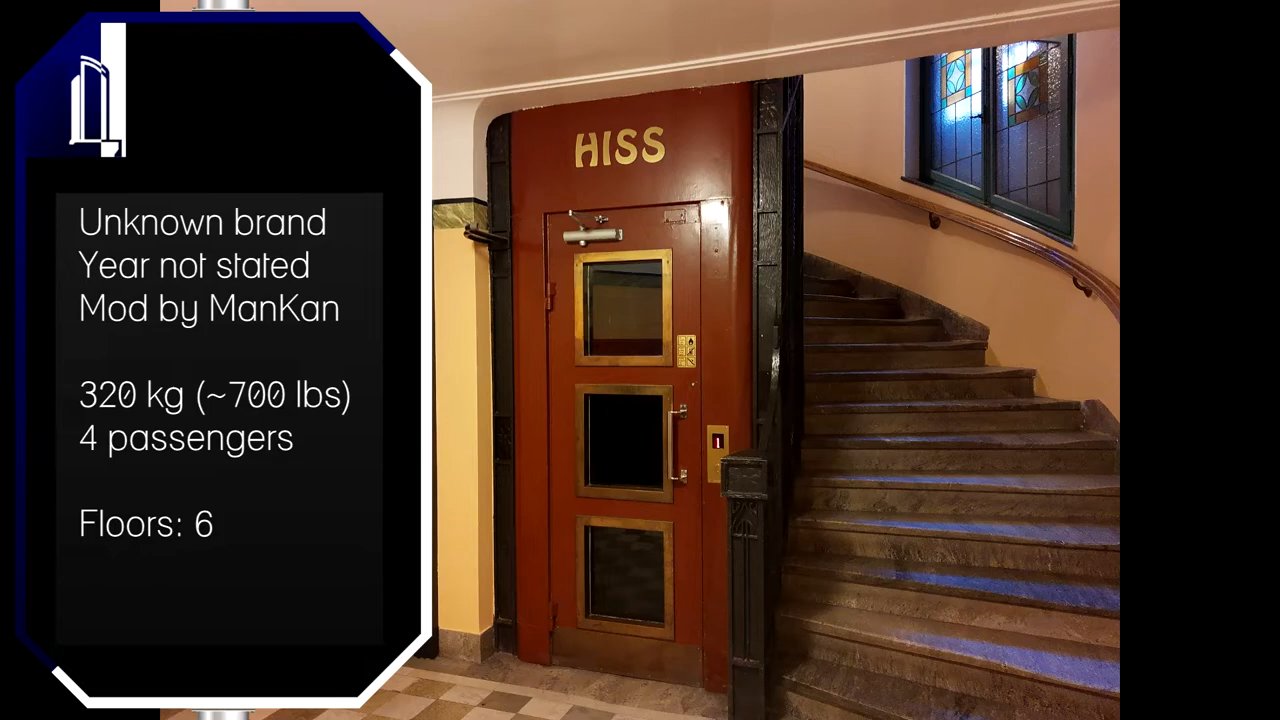 Unknown brand
Year not stated
Mod by ManKan
320 kg (~700 lbs)
4 passengers
Floors: 6
HISS
1